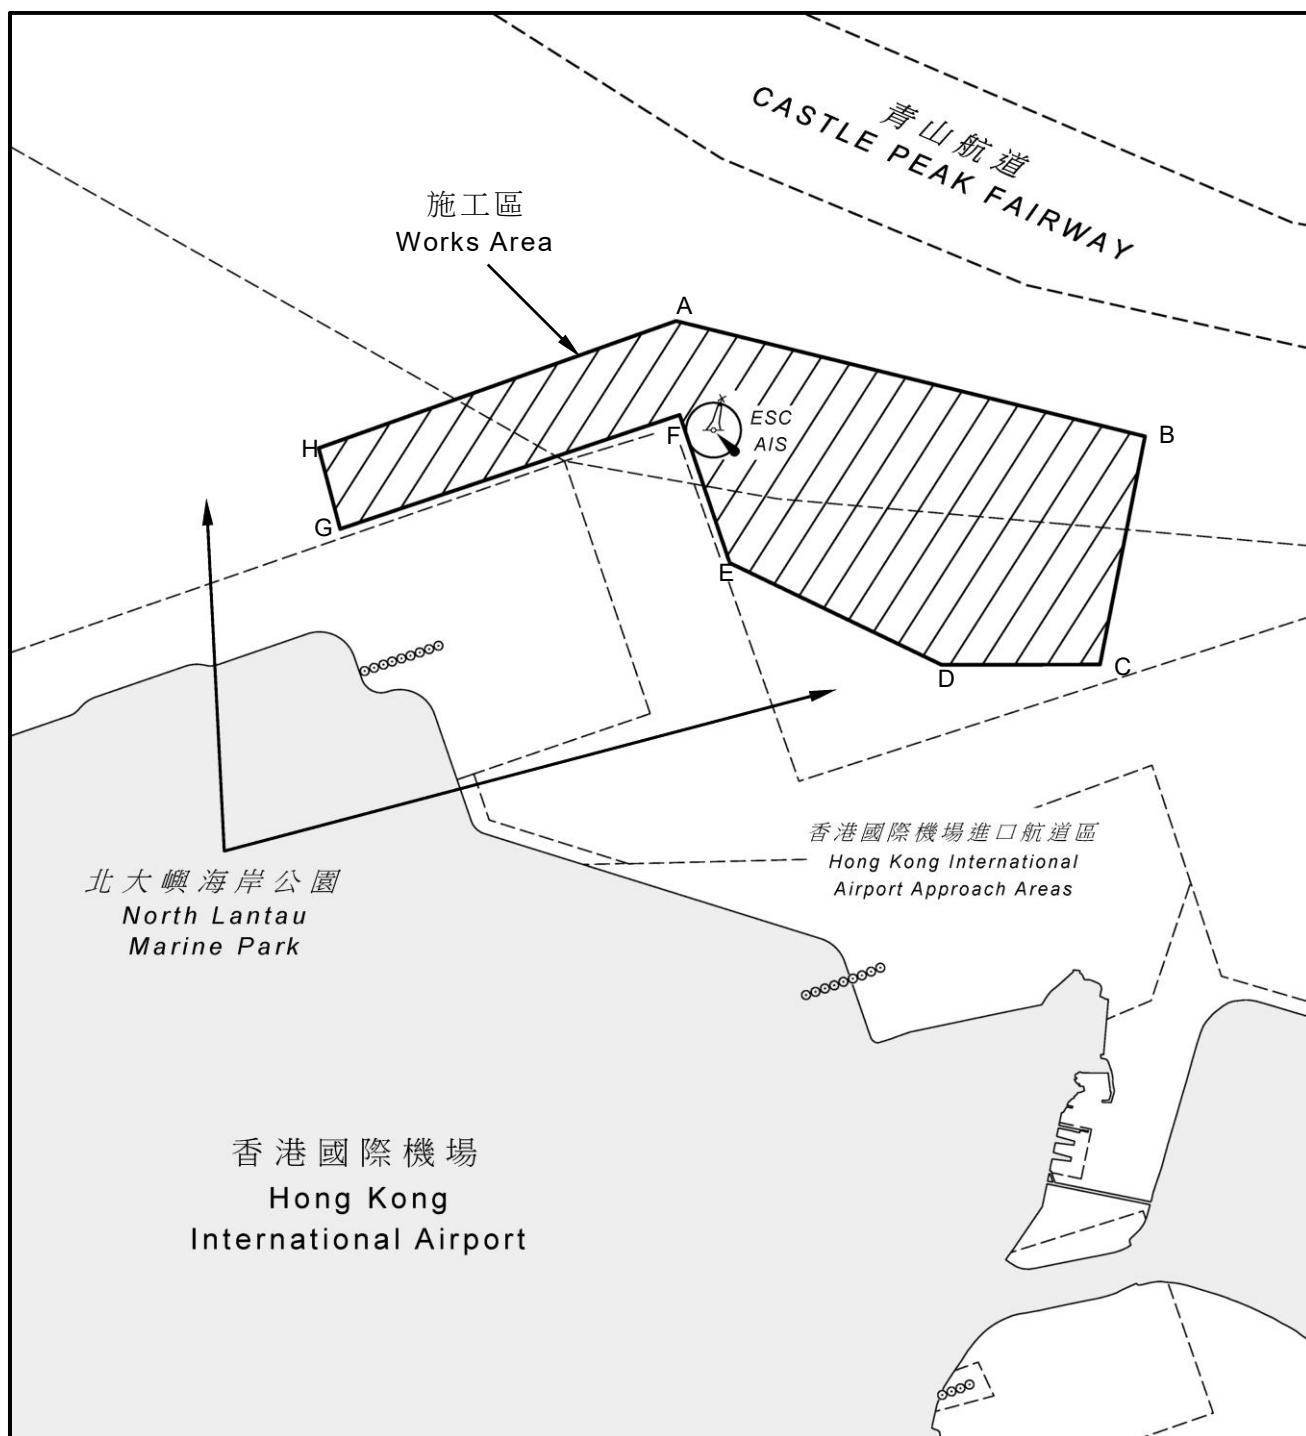 青山航道
CASTLE PEAK FAIRWAY
施工區
Works Area
A
B
ESC
AIS
F
H
G
E
D
C
香港國際機場進口航道區
Hong Kong International
Airport Approach Areas
北大嶼海岸公園
North Lantau
Marine Park
香港國際機場
Hong Kong
International Airport